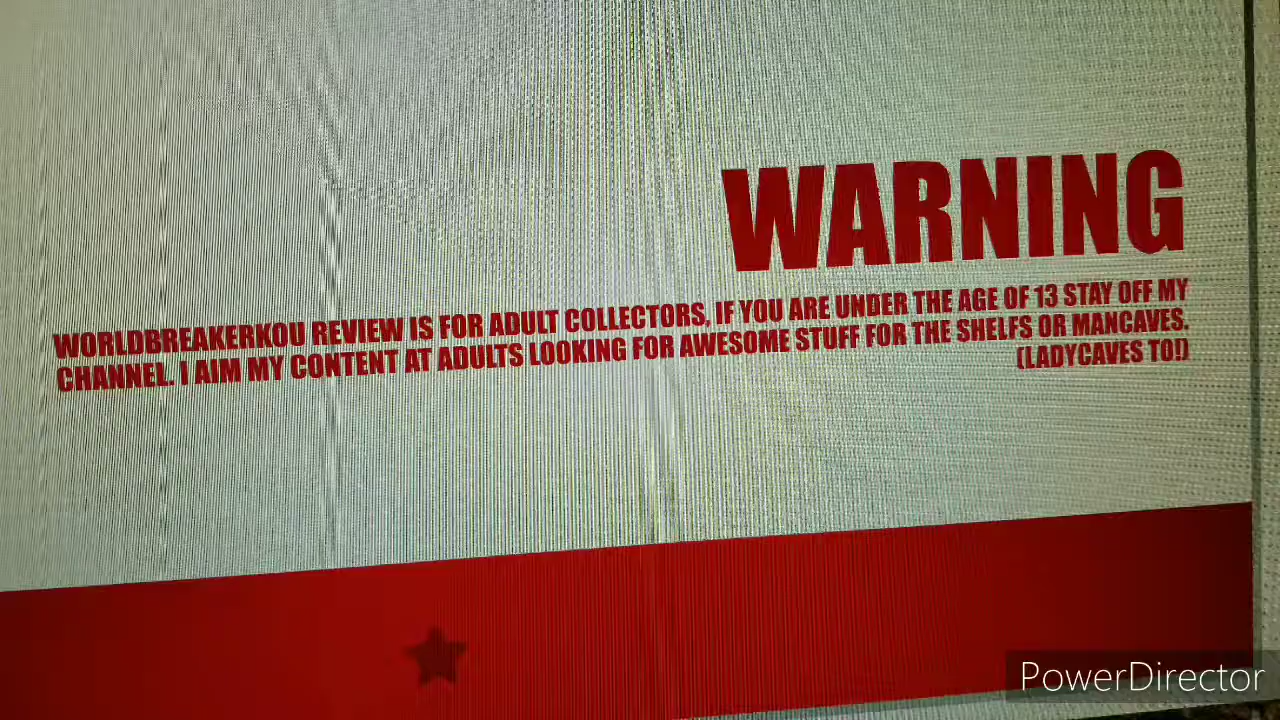 WARNING
WORLDBREAKERKOU REVIEW IS FOR ADULT COLLECTORS. IF YOU ARE UNDER THE AGE OF 13 STAY OFF MY
CHANNEL. I AIM MY CONTENT AT ADULTS LOOKING FOR AWESOME STUFF FOR THE SHELFS OR MANCAVES.
(LADYCAVES TO!)
PowerDirector